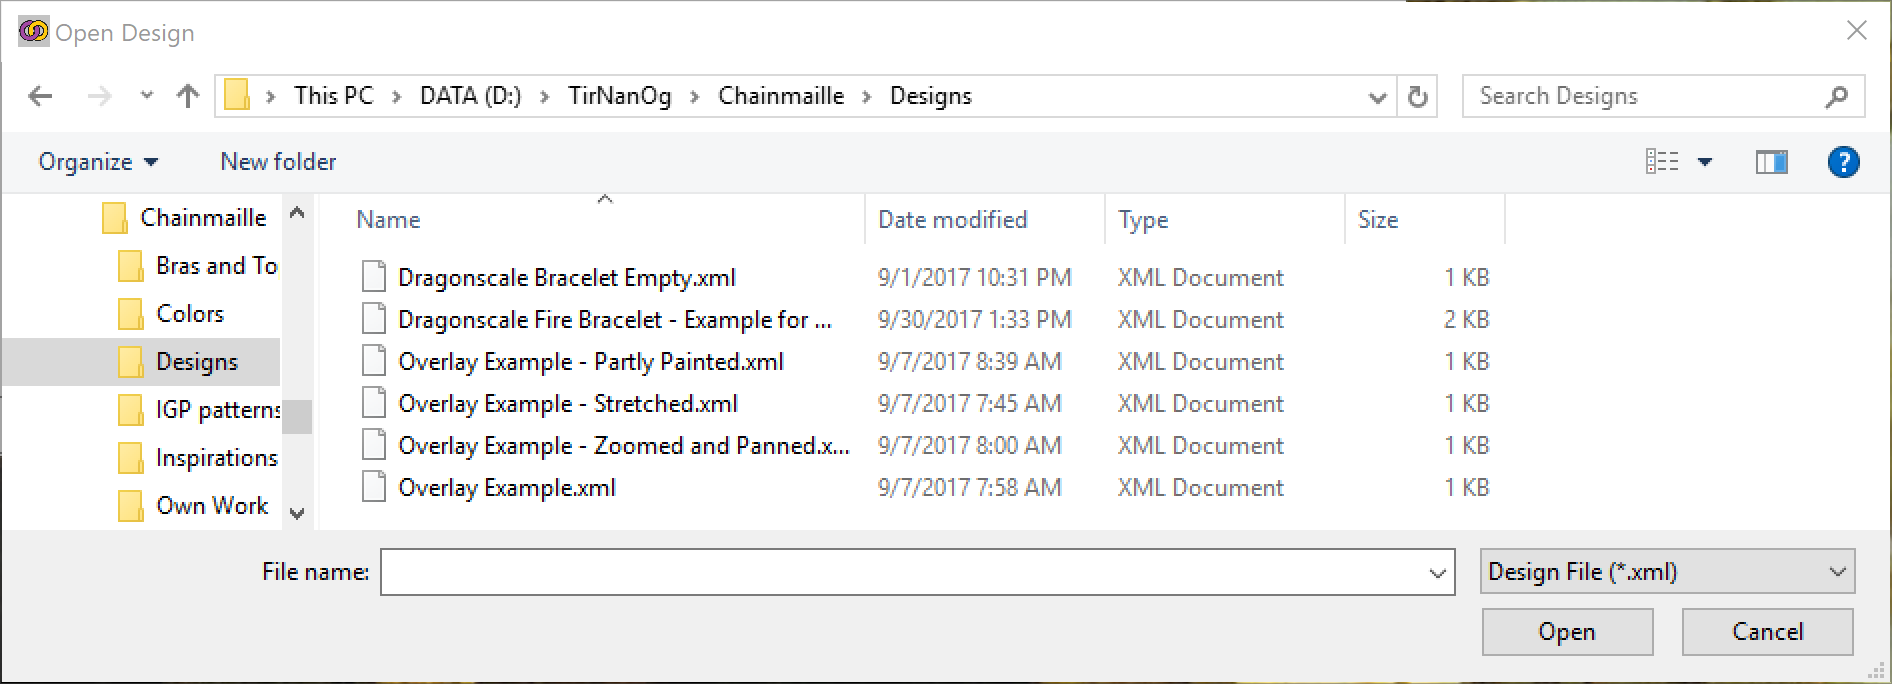 Open Design
This PC > DATA (D:) > TirNanOg > Chainmaille > Designs
Search Designs
Organize
New folder
?
Chainmaille
Bras and To
Colors
Designs
IGP patterns
Inspirations
Own Work
Name Date modified Type Size
Dragonscale Bracelet Empty.xml 9/1/2017 10:31 PM XML Document 1 KB
Dragonscale Fire Bracelet - Example for ... 9/30/2017 1:33 PM XML Document 2 KB
Overlay Example - Partly Painted.xml 9/7/2017 8:39 AM XML Document 1 KB
Overlay Example - Stretched.xml 9/7/2017 7:45 AM XML Document 1 KB
Overlay Example - Zoomed and Panned.x... 9/7/2017 8:00 AM XML Document 1 KB
Overlay Example.xml 9/7/2017 7:58 AM XML Document 1 KB
File name:
Design File (*.xml)
Open
Cancel